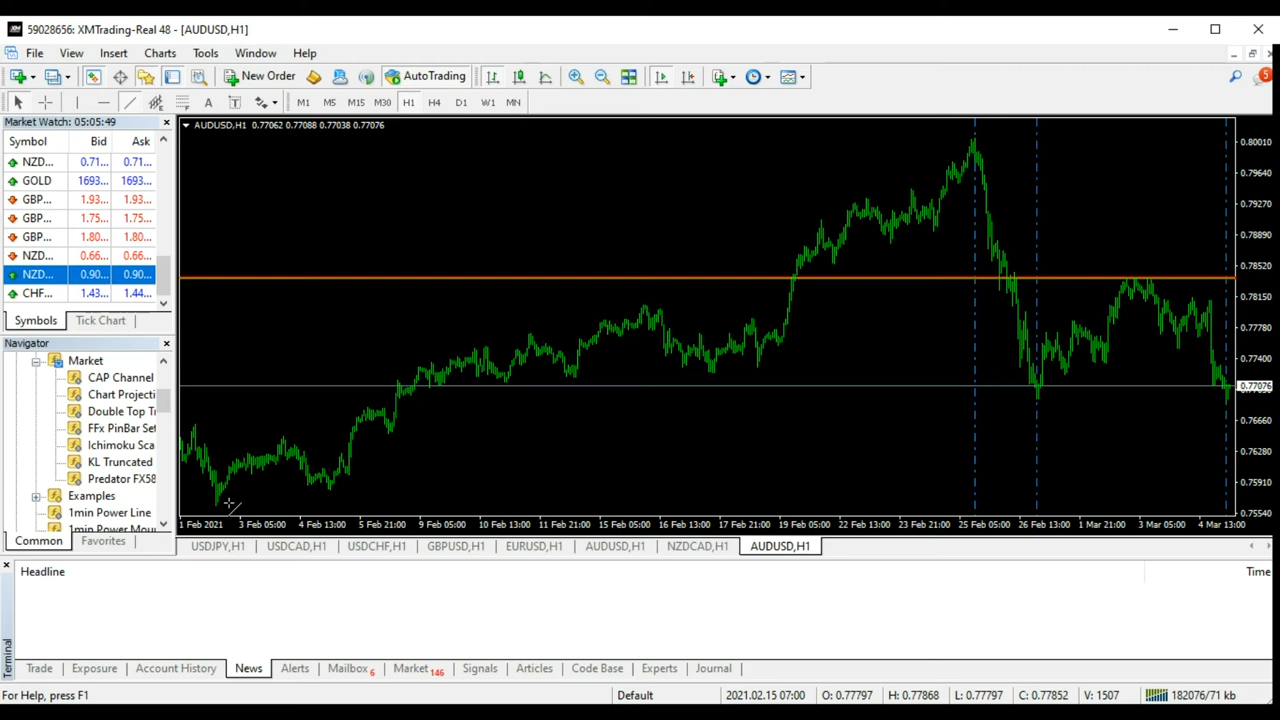 59028656: XMTrading-Real 48 - [AUDUSD,H1]
File View Insert Charts Tools Window Help
New Order AutoTrading 5
A T M1 M5 M15 M30 H1 H4 D1 W1 MN
Market Watch: 05:05:49
Symbol Bid Ask
NZD... 0.71... 0.71...
GOLD 1693... 1693...
GBP... 1.93... 1.93...
GBP... 1.75... 1.75...
GBP... 1.80... 1.80...
NZD... 0.66... 0.66...
NZD... 0.90... 0.90...
CHF... 1.43... 1.44...
Symbols Tick Chart
Navigator
Market
CAP Channel
Chart Projecti
Double Top Tr
FFx PinBar Set
Ichimoku Sca
KL Truncated
Predator FX58
Examples
1min Power Line
1min Power Mou
Common Favorites
AUDUSD,H1 0.77062 0.77088 0.77038 0.77076
0.80010
0.79640
0.79270
0.78890
0.78520
0.78150
0.77780
0.77400
0.77076
0.76660
0.76280
0.75910
0.75540
1 Feb 2021 3 Feb 05:00 4 Feb 13:00 5 Feb 21:00 9 Feb 05:00 10 Feb 13:00 11 Feb 21:00 15 Feb 05:00 16 Feb 13:00 17 Feb 21:00 19 Feb 05:00 22 Feb 13:00 23 Feb 21:00 25 Feb 05:00 26 Feb 13:00 1 Mar 21:00 3 Mar 05:00 4 Mar 13:00
USDJPY,H1 USDCAD,H1 USDCHF,H1 GBPUSD,H1 EURUSD,H1 AUDUSD,H1 NZDCAD,H1 AUDUSD,H1
Headline Time
Terminal
Trade Exposure Account History News Alerts Mailbox 6 Market 146 Signals Articles Code Base Experts Journal
For Help, press F1 Default 2021.02.15 07:00 O: 0.77797 H: 0.77868 L: 0.77797 C: 0.77852 V: 1507 182076/71 kb